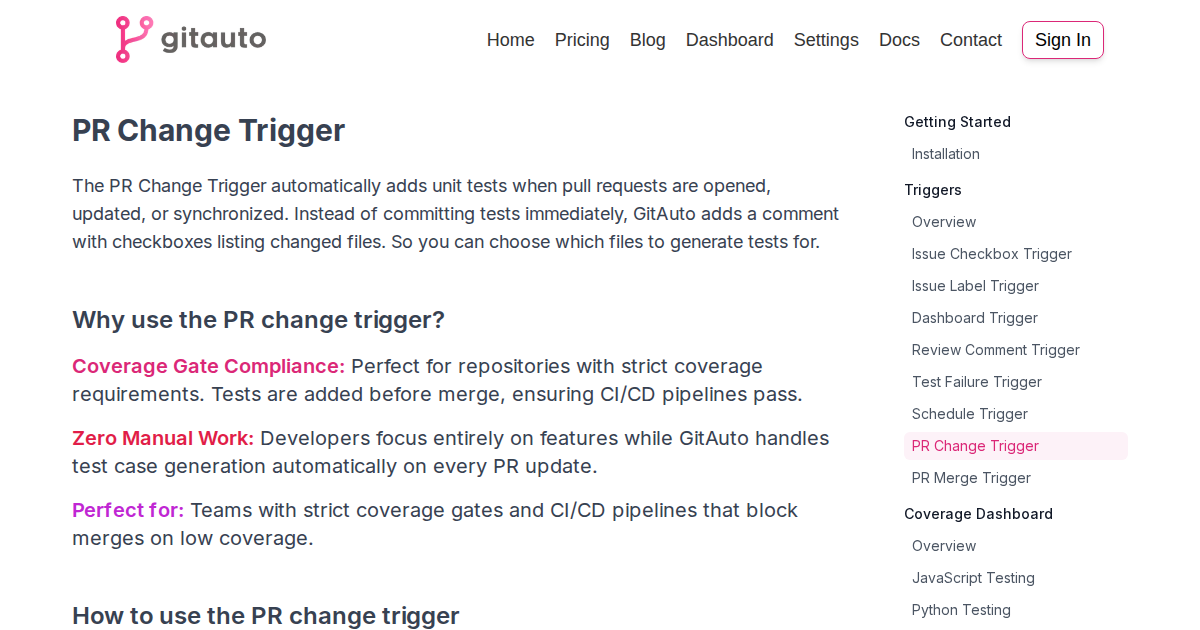 gitauto
Home Pricing Blog Dashboard Settings Docs Contact Sign In
PR Change Trigger
The PR Change Trigger automatically adds unit tests when pull requests are opened,
updated, or synchronized. Instead of committing tests immediately, GitAuto adds a comment
with checkboxes listing changed files. So you can choose which files to generate tests for.
Why use the PR change trigger?
Coverage Gate Compliance: Perfect for repositories with strict coverage
requirements. Tests are added before merge, ensuring CI/CD pipelines pass.
Zero Manual Work: Developers focus entirely on features while GitAuto handles
test case generation automatically on every PR update.
Perfect for: Teams with strict coverage gates and CI/CD pipelines that block
merges on low coverage.
How to use the PR change trigger
Getting Started
Installation
Triggers
Overview
Issue Checkbox Trigger
Issue Label Trigger
Dashboard Trigger
Review Comment Trigger
Test Failure Trigger
Schedule Trigger
PR Change Trigger
PR Merge Trigger
Coverage Dashboard
Overview
JavaScript Testing
Python Testing